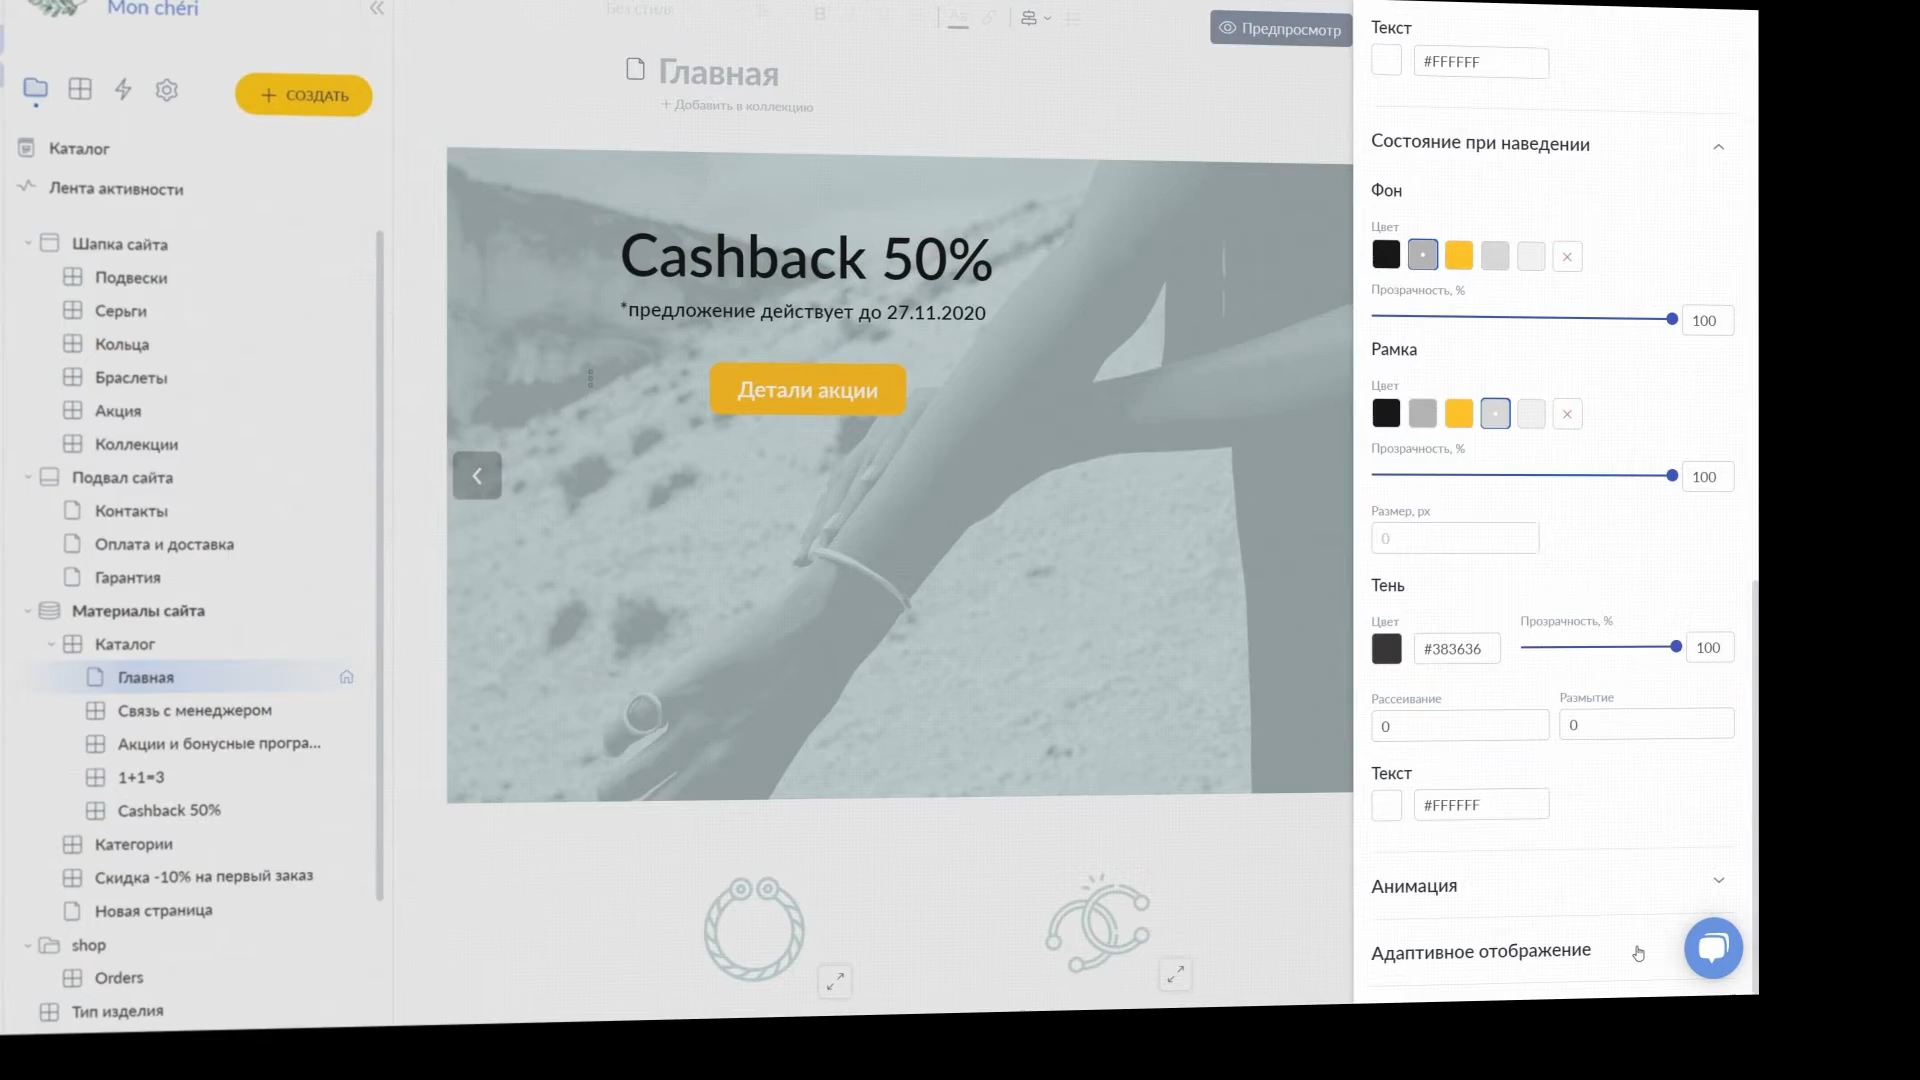 Mon chéri
СОЗДАТЬ
Каталог
Лента активности
Шапка сайта
Подвески
Серьги
Кольца
Браслеты
Акция
Коллекции
Подвал сайта
Контакты
Оплата и доставка
Гарантия
Материалы сайта
Каталог
Главная
Связь с менеджером
Акции и бонусные програ...
1+1=3
Cashback 50%
Категории
Скидка -10% на первый заказ
Новая страница
shop
Orders
Тип изделия
Без стиля
Предпросмотр
Главная
+ Добавить в коллекцию
Cashback 50%
*предложение действует до 27.11.2020
Детали акции
Текст
#FFFFFF
Состояние при наведении
Фон
Цвет
Прозрачность, %
100
Рамка
Цвет
Прозрачность, %
100
Размер, px
0
Тень
Цвет
Прозрачность, %
#383636
100
Рассеивание
Размытие
0
0
Текст
#FFFFFF
Анимация
Адаптивное отображение